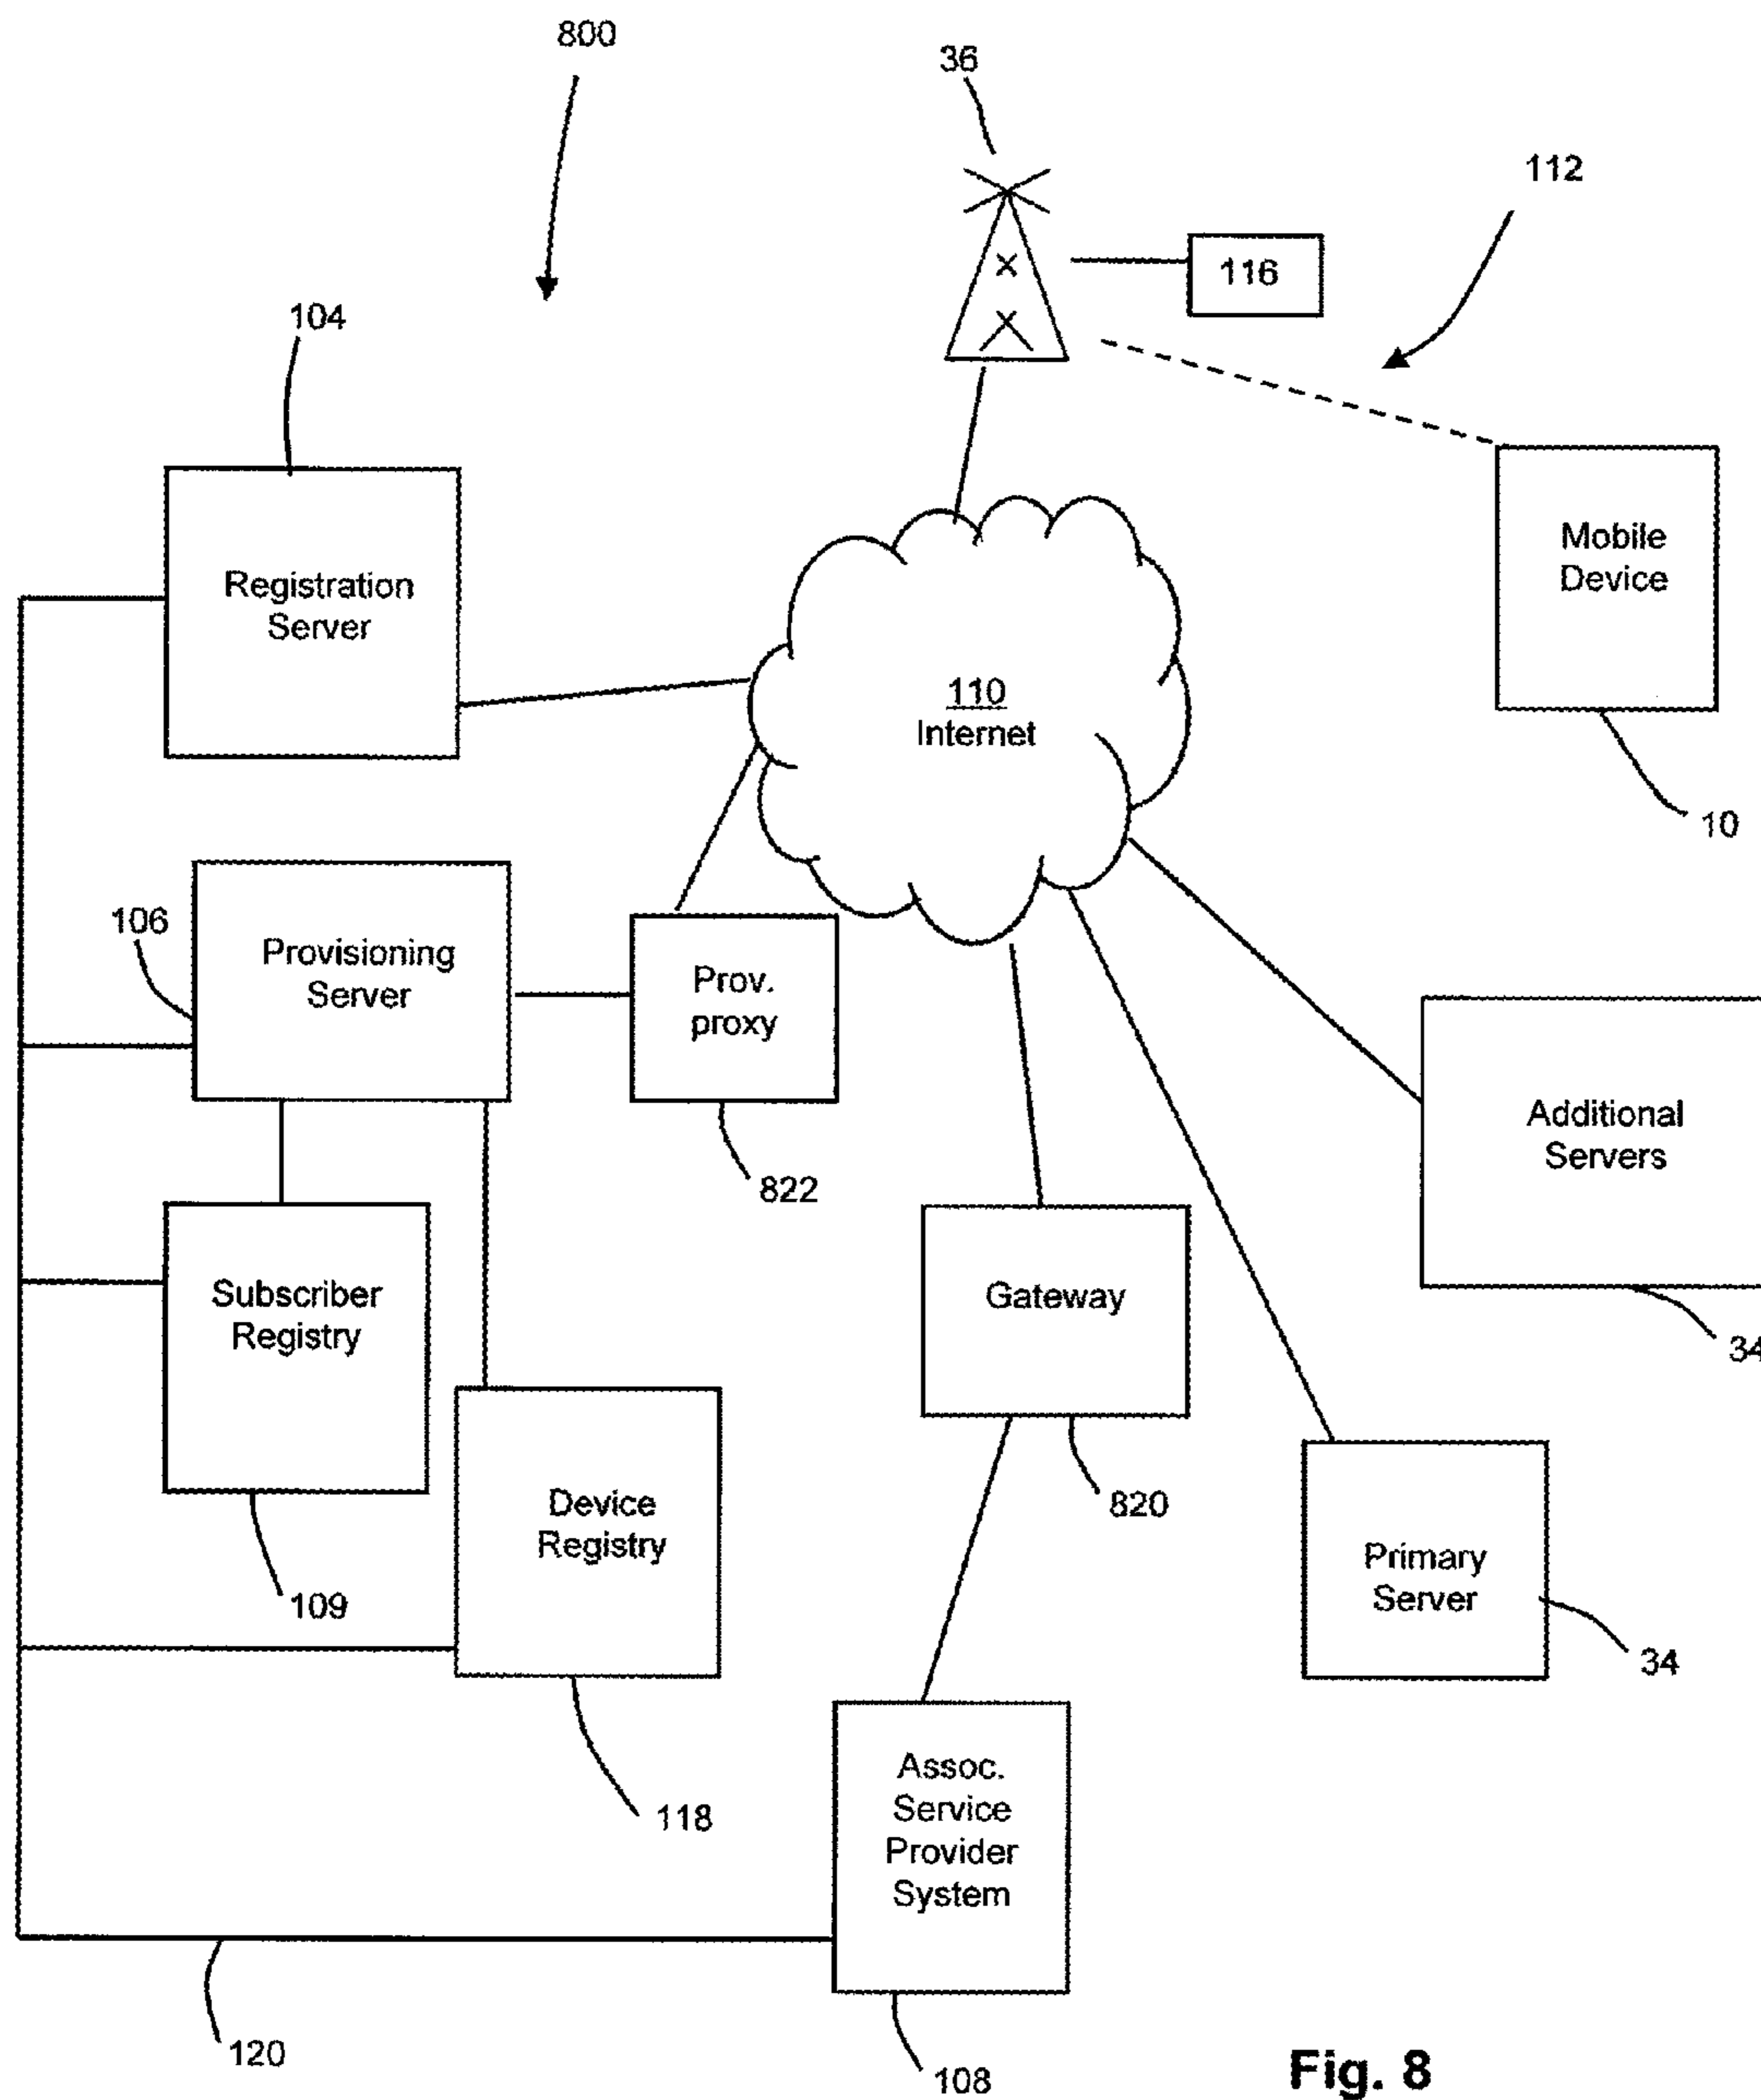 800
36
112
116
104
Mobile
Device
Registration
Server
110
Internet
10
106
Provisioning
Server
Prov.
proxy
Additional
Servers
822
Subscriber
Registry
Gateway
34
820
Device
Registry
Primary
Server
109
34
Assoc.
Service
Provider
System
118
120
108
Fig. 8